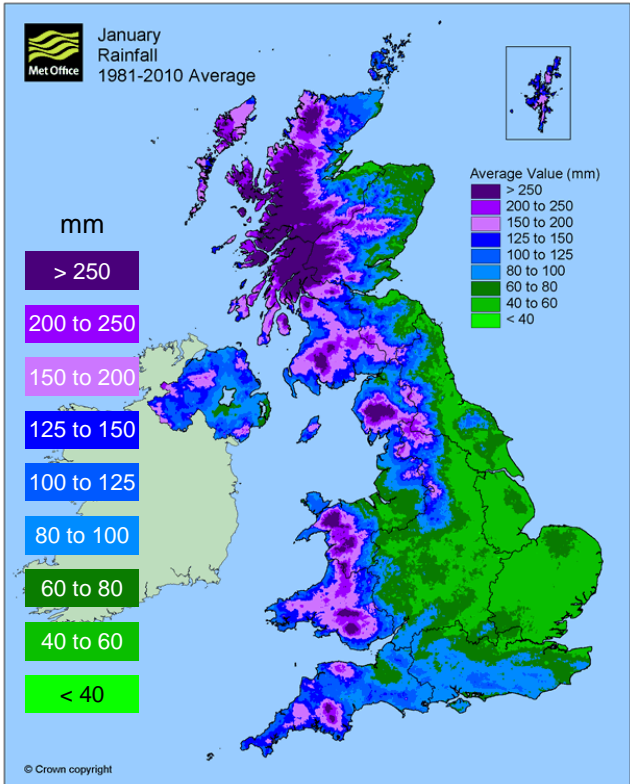 Met Office
January
Rainfall
1981-2010 Average
Average Value (mm)
> 250
200 to 250
150 to 200
125 to 150
100 to 125
80 to 100
60 to 80
40 to 60
< 40
mm
> 250
200 to 250
150 to 200
125 to 150
100 to 125
80 to 100
60 to 80
40 to 60
< 40
© Crown copyright